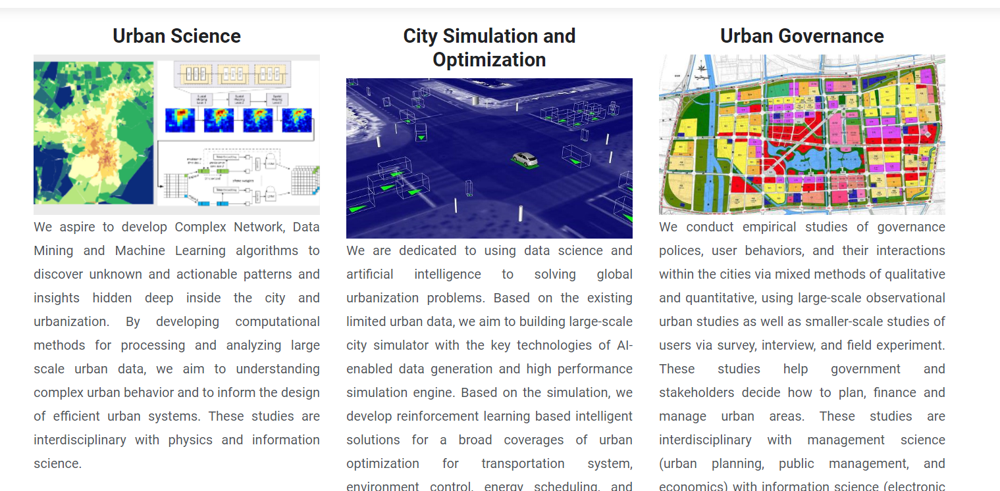 Urban Science
We aspire to develop Complex Network, Data
Mining and Machine Learning algorithms to
discover unknown and actionable patterns and
insights hidden deep inside the city and
urbanization. By developing computational
methods for processing and analyzing large
scale urban data, we aim to understanding
complex urban behavior and to inform the design
of efficient urban systems. These studies are
interdisciplinary with physics and information
science.
City Simulation and
Optimization
We are dedicated to using data science and
artificial intelligence to solving global
urbanization problems. Based on the existing
limited urban data, we aim to building large-scale
city simulator with the key technologies of AI-
enabled data generation and high performance
simulation engine. Based on the simulation, we
develop reinforcement learning based intelligent
solutions for a broad coverages of urban
optimization for transportation system,
environment control, energy scheduling, and
Urban Governance
We conduct empirical studies of governance
polices, user behaviors, and their interactions
within the cities via mixed methods of qualitative
and quantitative, using large-scale observational
urban studies as well as smaller-scale studies of
users via survey, interview, and field experiment.
These studies help government and
stakeholders decide how to plan, finance and
manage urban areas. These studies are
interdisciplinary with management science
(urban planning, public management, and
economics) with information science (electronic